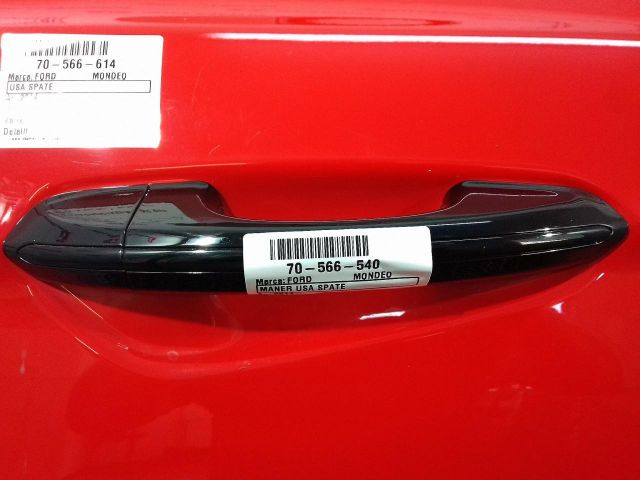 70-566-614
Marca: FORD MONDEO
USA SPATE
Detalii
70-566-540
Marca: FORD MONDEO
MANER USA SPATE